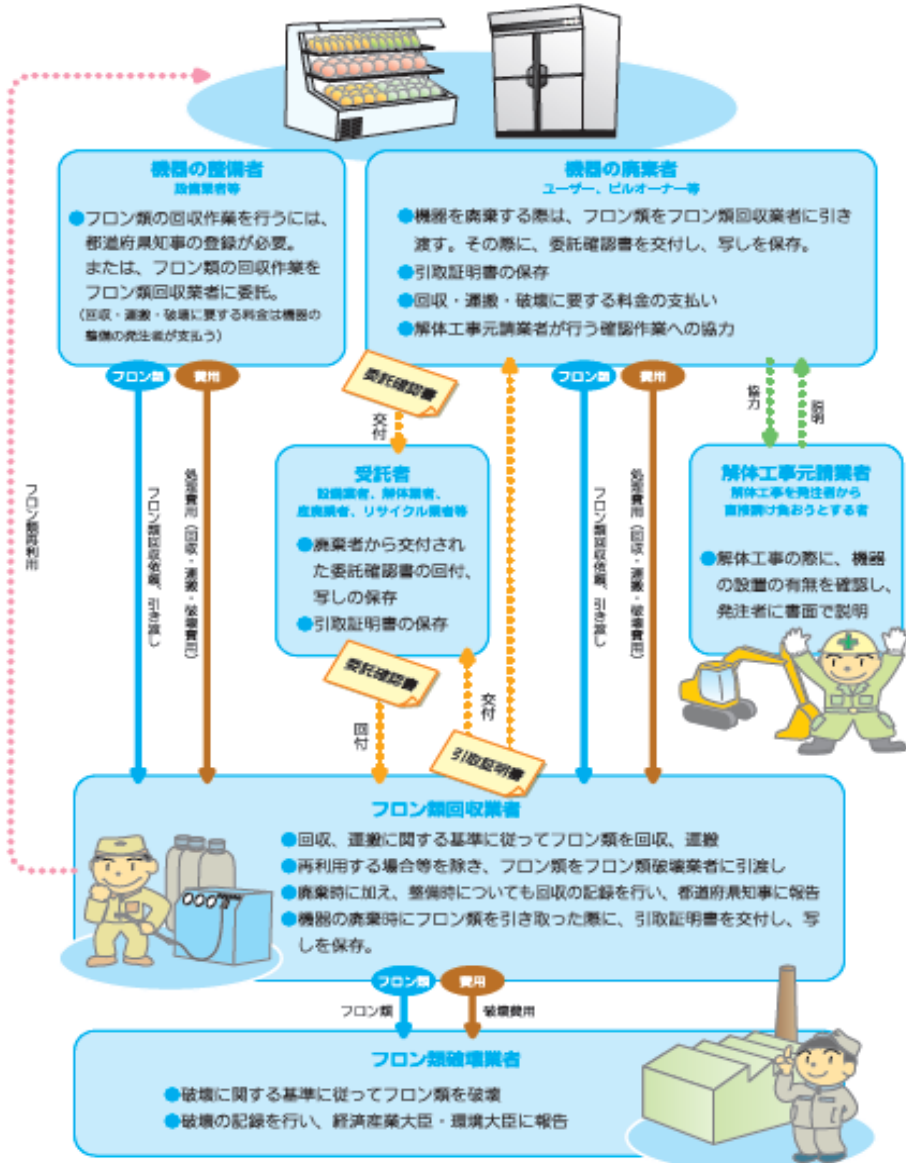 機器の整備者
設備業者等
●フロン類の回収作業を行うには、
都道府県知事の登録が必要。
または、フロン類の回収作業を
フロン類回収業者に委託。
(回収・運搬・破壊に要する料金は機器の
整備の発注者が支払う)
機器の廃棄者
ユーザー、ビルオーナー等
●機器を廃棄する際は、フロン類をフロン類回収業者に引き
渡す。その際に、委託確認書を交付し、写しを保存。
●引取証明書の保存
●回収・運搬・破壊に要する料金の支払い
●解体工事元請業者が行う確認作業への協力
フロン類
費用
委託確認書
交付
フロン類
費用
協力
説明
フロン類再利用
フロン類回収依頼、引き渡し
処理費用(回収・運搬・破壊費用)
受託者
設備業者、解体業者、
産廃業者、リサイクル業者等
●廃棄者から交付され
た委託確認書の回付、
写しの保存
●引取証明書の保存
フロン類回収依頼、引き渡し
処理費用(回収・運搬・破壊費用)
解体工事元請業者
解体工事を発注者から
直接請け負おうとする者
●解体工事の際に、機器
の設置の有無を確認し、
発注者に書面で説明
委託確認書
回付
交付
引取証明書
フロン類回収業者
●回収、運搬に関する基準に従ってフロン類を回収、運搬
●再利用する場合等を除き、フロン類をフロン類破壊業者に引渡し
●廃棄時に加え、整備時についても回収の記録を行い、都道府県知事に報告
●機器の廃棄時にフロン類を引き取った際に、引取証明書を交付し、写
しを保存。
フロン類
費用
フロン類
破壊費用
フロン類破壊業者
●破壊に関する基準に従ってフロン類を破壊
●破壊の記録を行い、経済産業大臣・環境大臣に報告